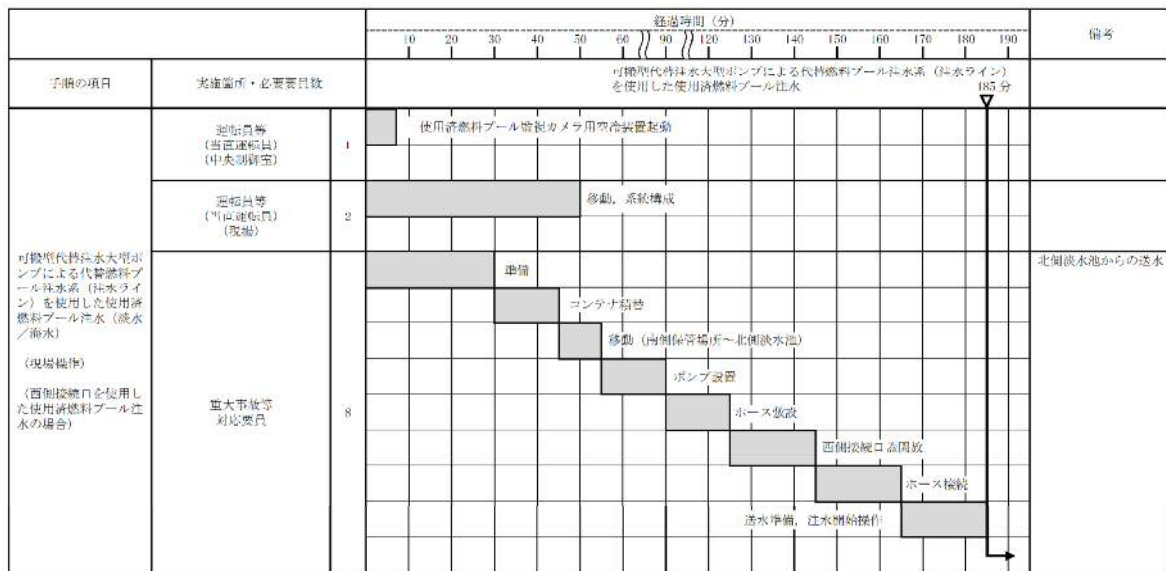 経過時間（分）
備考
10 20 30 40 50 60 90 120 130 140 150 160 170 180 190
手順の項目
実施箇所・必要要員数
可搬型代替注水大型ポンプによる代替燃料プール注水系（注水ライン）
を使用した使用済燃料プール注水
185 分
運転員等
（当直運転員）
（中央制御室）
1
使用済燃料プール監視カメラ用空冷装置起動
運転員等
（当直運転員）
（現場）
2
移動，系統構成
可搬型代替注水大型ポ
ンプによる代替燃料プ
ール注水系（注水ライ
ン）を使用した使用済
燃料プール注水（淡水
／海水）
（現場操作）
（西側接続口を使用し
た使用済燃料プール注
水の場合）
重大事故等
対応要員
8
準備
コンテナ積替
移動（南側保管場所～北側淡水池）
ポンプ設置
ホース敷設
西側接続口蓋開放
ホース接続
送水準備，注水開始操作
北側淡水池からの送水